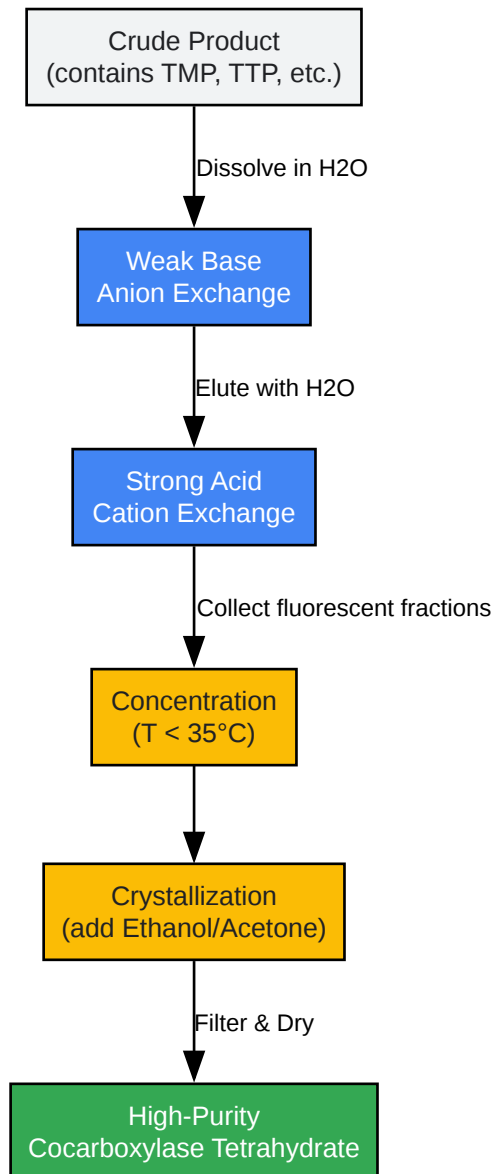 Crude Product
(contains TMP, TTP, etc.)
Dissolve in H2O
Weak Base
Anion Exchange
Elute with H2O
Strong Acid
Cation Exchange
Collect fluorescent fractions
Concentration
(T < 35°C)
Crystallization
(add Ethanol/Acetone)
Filter & Dry
High-Purity
Cocarboxylase Tetrahydrate